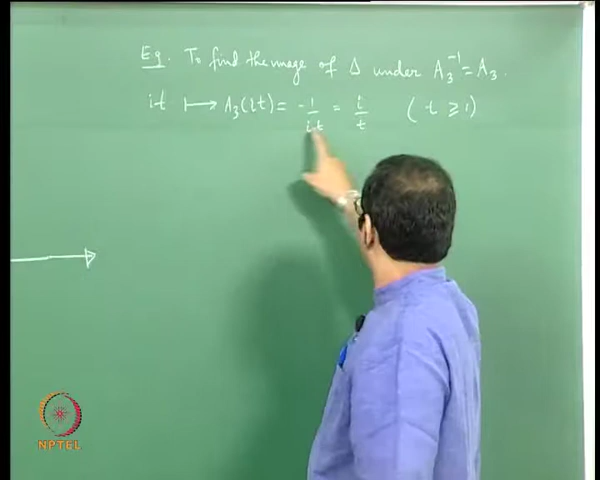 Eg. To find the image of Δ under A₃⁻¹ = A₃.
it ⟼ A₃(it) = -1/it = i/t (t ≥ 1)
NPTEL